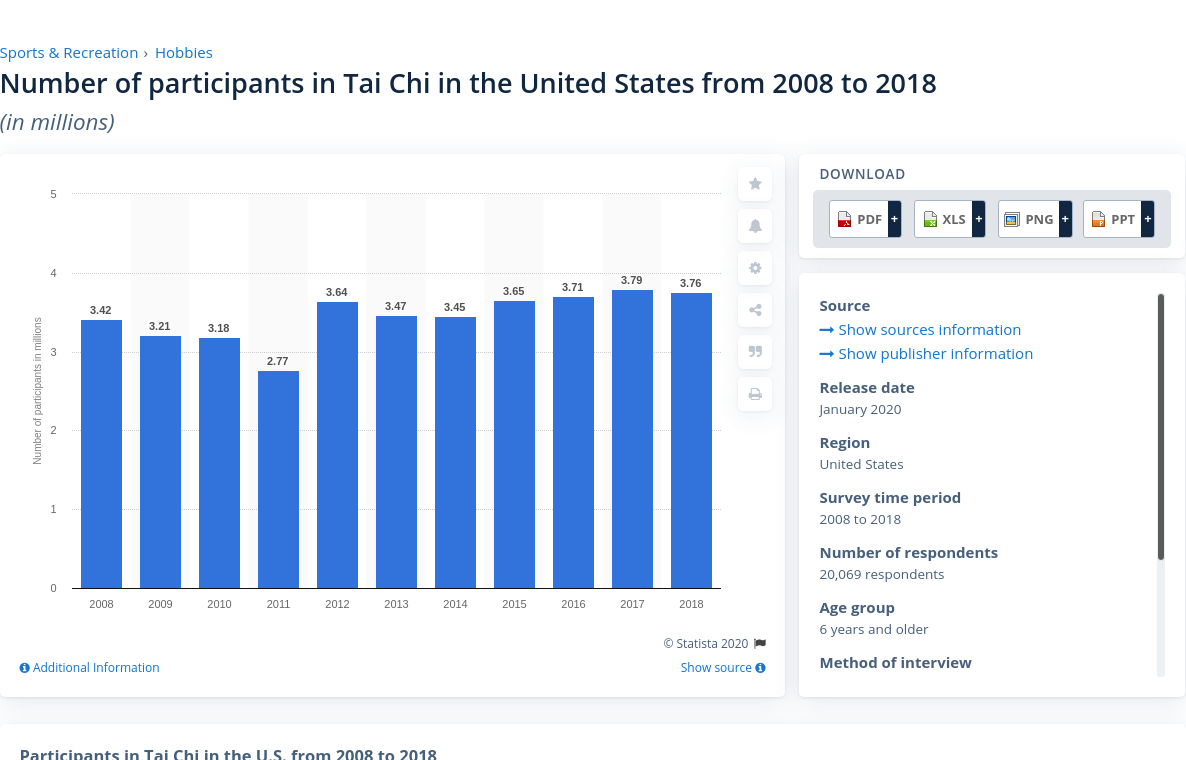 Sports & Recreation › Hobbies
Number of participants in Tai Chi in the United States from 2008 to 2018
(in millions)
5
4
3
2
1
0
Number of participants in millions
3.42
3.21
3.18
2.77
3.64
3.47
3.45
3.65
3.71
3.79
3.76
2008 2009 2010 2011 2012 2013 2014 2015 2016 2017 2018
© Statista 2020
Additional Information
Show source
DOWNLOAD
PDF + XLS + PNG + PPT +
Source
Show sources information
Show publisher information
Release date
January 2020
Region
United States
Survey time period
2008 to 2018
Number of respondents
20,069 respondents
Age group
6 years and older
Method of interview
Participants in Tai Chi in the U.S. from 2008 to 2018